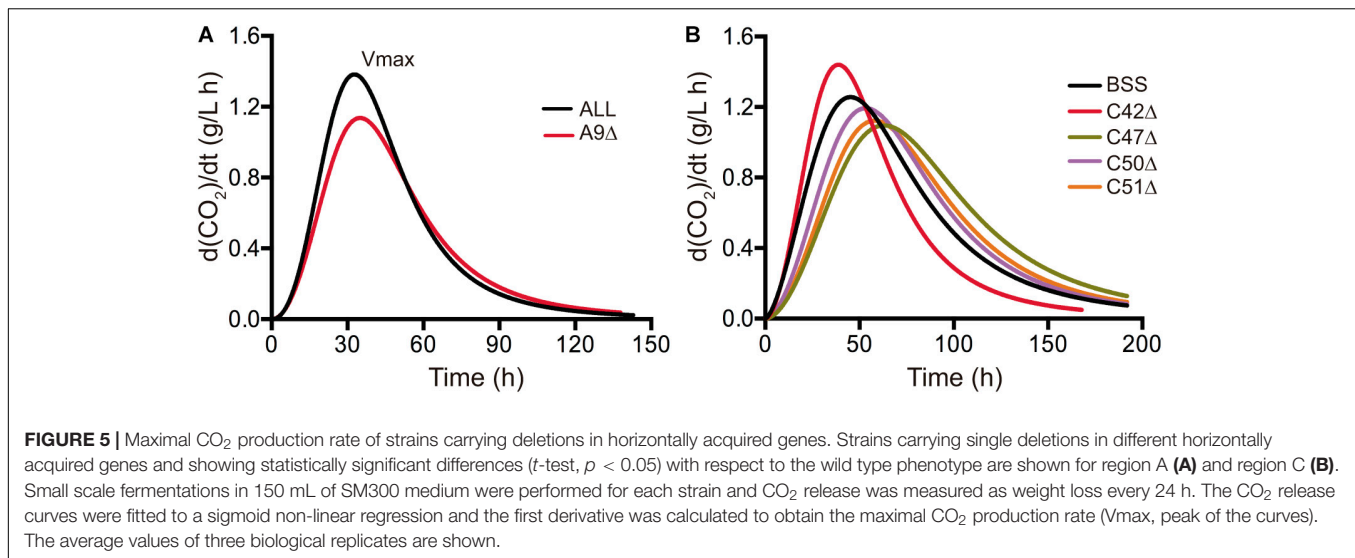 A
1.6
1.2
0.8
0.4
0.0
d(CO₂)/dt (g/L h)
Vmax
ALL
A9Δ
0 30 60 90 120 150
Time (h)
B
1.6
1.2
0.8
0.4
0.0
d(CO₂)/dt (g/L h)
BSS
C42Δ
C47Δ
C50Δ
C51Δ
0 50 100 150 200
Time (h)
FIGURE 5 | Maximal CO₂ production rate of strains carrying deletions in horizontally acquired genes. Strains carrying single deletions in different horizontally
acquired genes and showing statistically significant differences (t-test, p < 0.05) with respect to the wild type phenotype are shown for region A (A) and region C (B).
Small scale fermentations in 150 mL of SM300 medium were performed for each strain and CO₂ release was measured as weight loss every 24 h. The CO₂ release
curves were fitted to a sigmoid non-linear regression and the first derivative was calculated to obtain the maximal CO₂ production rate (Vmax, peak of the curves).
The average values of three biological replicates are shown.